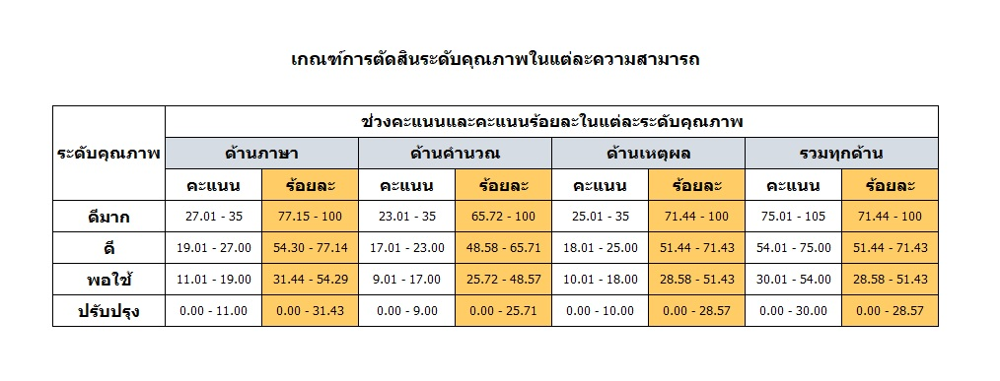 เกณฑ์การตัดสินระดับคุณภาพในแต่ละความสามารถ
ระดับคุณภาพ
ช่วงคะแนนและคะแนนร้อยละในแต่ละระดับคุณภาพ
ด้านภาษา ด้านคำนวณ ด้านเหตุผล รวมทุกด้าน
คะแนน ร้อยละ คะแนน ร้อยละ คะแนน ร้อยละ คะแนน ร้อยละ
ดีมาก 27.01 - 35 77.15 - 100 23.01 - 35 65.72 - 100 25.01 - 35 71.44 - 100 75.01 - 105 71.44 - 100
ดี 19.01 - 27.00 54.30 - 77.14 17.01 - 23.00 48.58 - 65.71 18.01 - 25.00 51.44 - 71.43 54.01 - 75.00 51.44 - 71.43
พอใช้ 11.01 - 19.00 31.44 - 54.29 9.01 - 17.00 25.72 - 48.57 10.01 - 18.00 28.58 - 51.43 30.01 - 54.00 28.58 - 51.43
ปรับปรุง 0.00 - 11.00 0.00 - 31.43 0.00 - 9.00 0.00 - 25.71 0.00 - 10.00 0.00 - 28.57 0.00 - 30.00 0.00 - 28.57